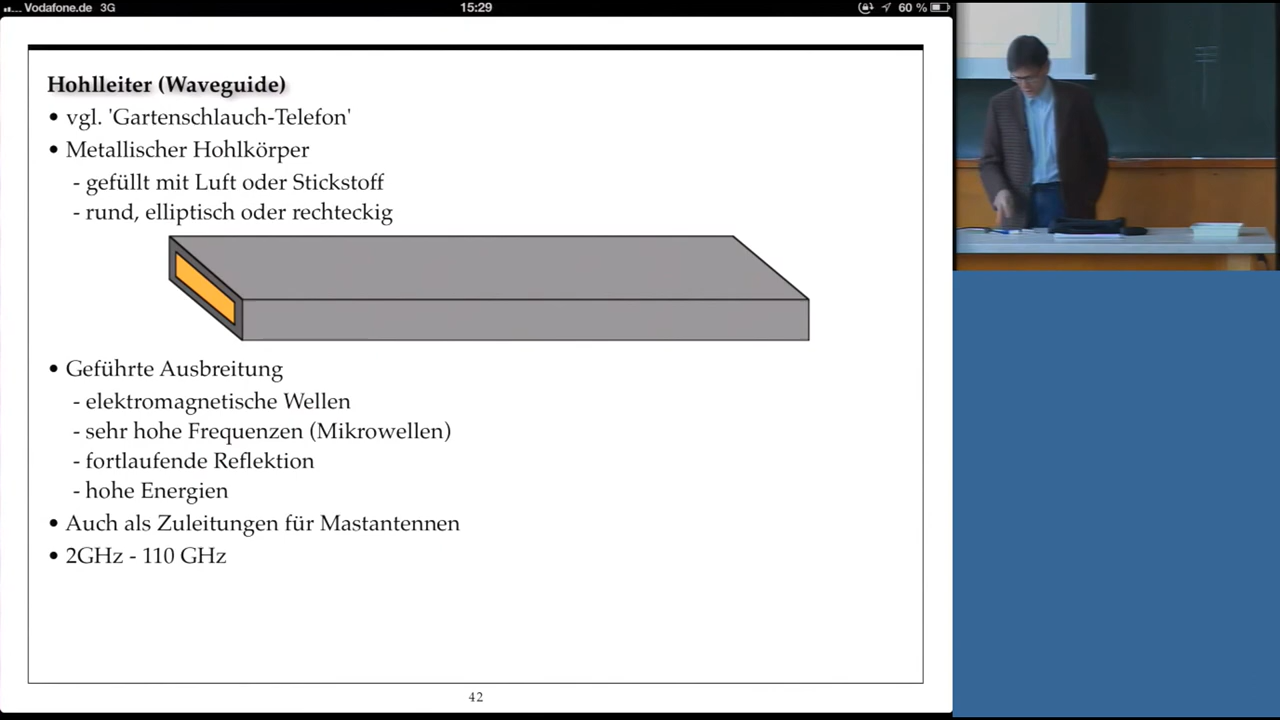 Vodafone.de 3G 15:29 60 %
Hohlleiter (Waveguide)
• vgl. 'Gartenschlauch-Telefon'
• Metallischer Hohlkörper
- gefüllt mit Luft oder Stickstoff
- rund, elliptisch oder rechteckig
• Geführte Ausbreitung
- elektromagnetische Wellen
- sehr hohe Frequenzen (Mikrowellen)
- fortlaufende Reflektion
- hohe Energien
• Auch als Zuleitungen für Mastantennen
• 2GHz - 110 GHz
42